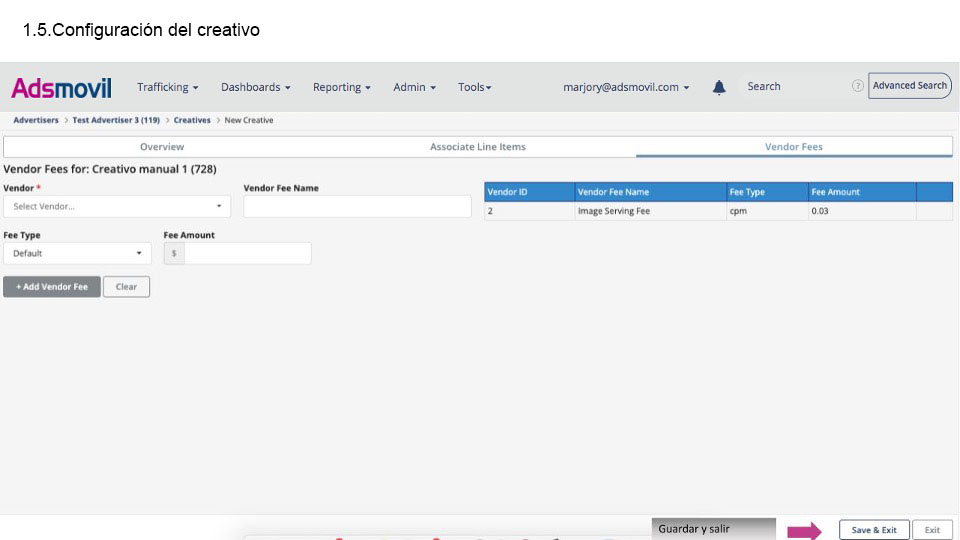 1.5.Configuración del creativo
Adsmovil Trafficking Dashboards Reporting Admin Tools marjory@adsmovil.com Search ? Advanced Search
Advertisers > Test Advertiser 3 (119) > Creatives > New Creative
Overview Associate Line Items Vendor Fees
Vendor Fees for: Creativo manual 1 (728)
Vendor * Vendor Fee Name
Select Vendor...
Fee Type Fee Amount
Default $
+ Add Vendor Fee Clear
Vendor ID Vendor Fee Name Fee Type Fee Amount
2 Image Serving Fee cpm 0.03
Guardar y salir Save & Exit Exit